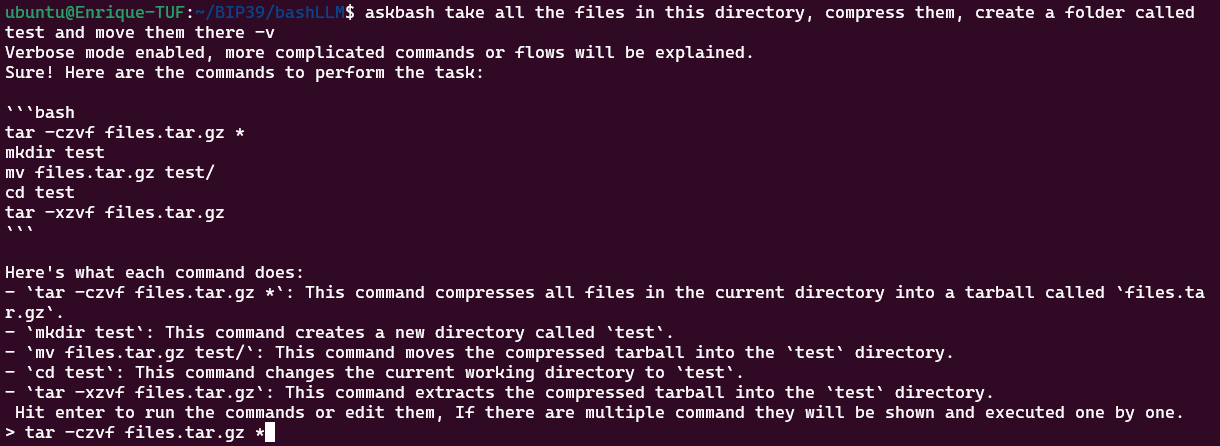 ubuntu@Enrique-TUF:~/BIP39/bashLLM$ askbash take all the files in this directory, compress them, create a folder called
test and move them there -v
Verbose mode enabled, more complicated commands or flows will be explained.
Sure! Here are the commands to perform the task:
```bash
tar -czvf files.tar.gz *
mkdir test
mv files.tar.gz test/
cd test
tar -xzvf files.tar.gz
```
Here's what each command does:
- `tar -czvf files.tar.gz *`: This command compresses all files in the current directory into a tarball called `files.ta
r.gz`.
- `mkdir test`: This command creates a new directory called `test`.
- `mv files.tar.gz test/`: This command moves the compressed tarball into the `test` directory.
- `cd test`: This command changes the current working directory to `test`.
- `tar -xzvf files.tar.gz`: This command extracts the compressed tarball into the `test` directory.
 Hit enter to run the commands or edit them, If there are multiple command they will be shown and executed one by one.
> tar -czvf files.tar.gz *